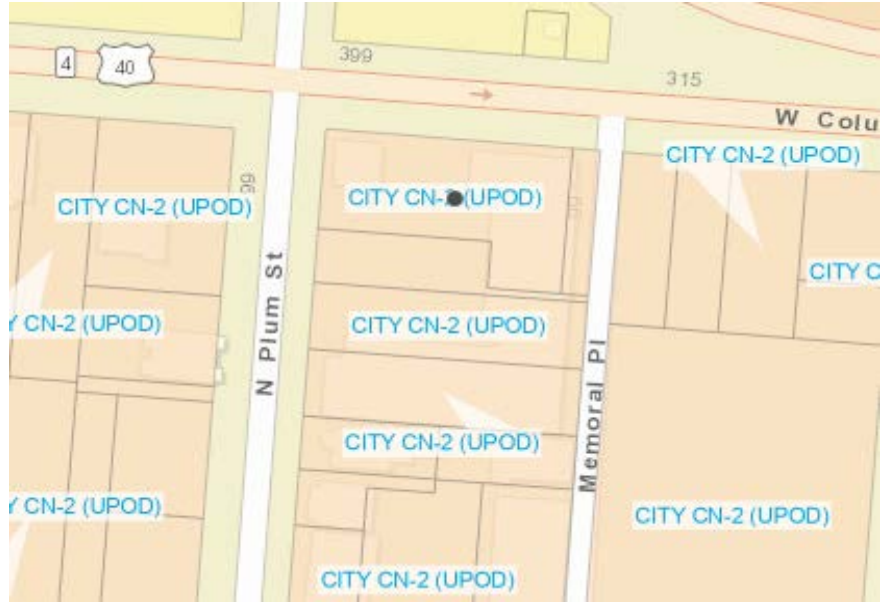 399
4
40
315
W Colu
CITY CN-2 (UPOD)
99
CITY CN-2 (UPOD)
CITY CN-2 (UPOD)
CITY C
N Plum St
Y CN-2 (UPOD)
CITY CN-2 (UPOD)
Memoral Pl
CITY CN-2 (UPOD)
Y CN-2 (UPOD)
CITY CN-2 (UPOD)
CITY CN-2 (UPOD)